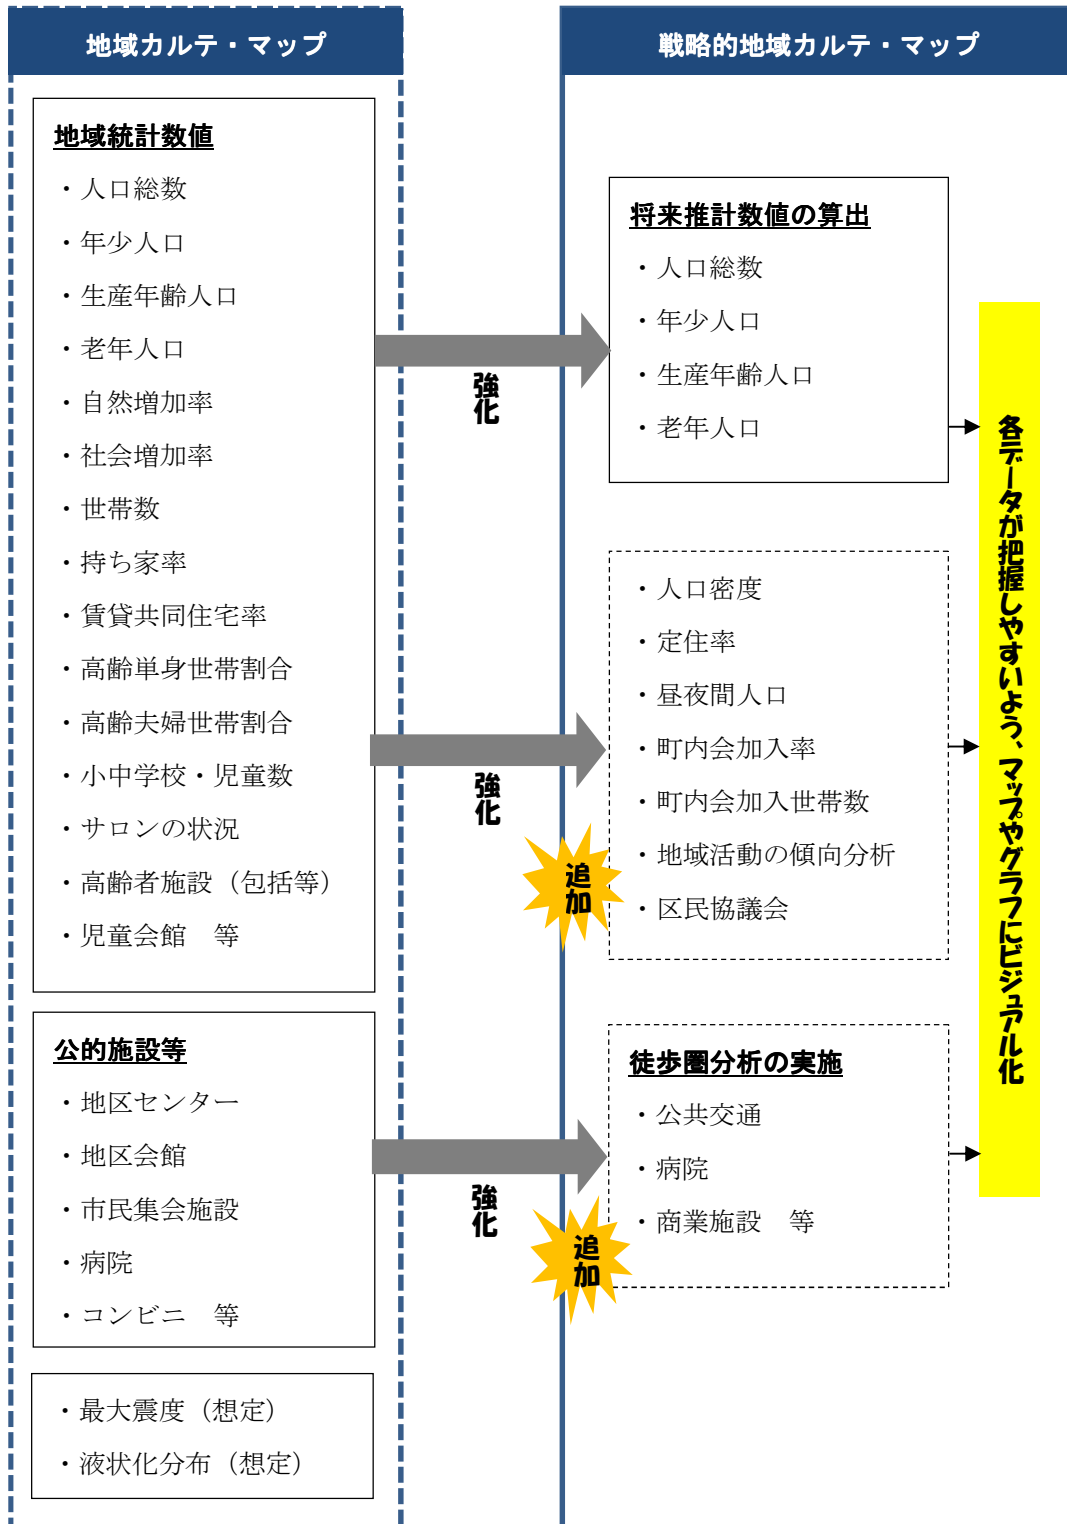 地域カルテ・マップ
地域統計数値
・人口総数
・年少人口
・生産年齢人口
・老年人口
・自然増加率
・社会増加率
・世帯数
・持ち家率
・賃貸共同住宅率
・高齢単身世帯割合
・高齢夫婦世帯割合
・小中学校・児童数
・サロンの状況
・高齢者施設（包括等）
・児童会館　等
公的施設等
・地区センター
・地区会館
・市民集会施設
・病院
・コンビニ　等
・最大震度（想定）
・液状化分布（想定）
強化
強化
追加
強化
追加
戦略的地域カルテ・マップ
将来推計数値の算出
・人口総数
・年少人口
・生産年齢人口
・老年人口
・人口密度
・定住率
・昼夜間人口
・町内会加入率
・町内会加入世帯数
・地域活動の傾向分析
・区民協議会
徒歩圏分析の実施
・公共交通
・病院
・商業施設　等
各データが把握しやすいよう、マップやグラフにビジュアル化